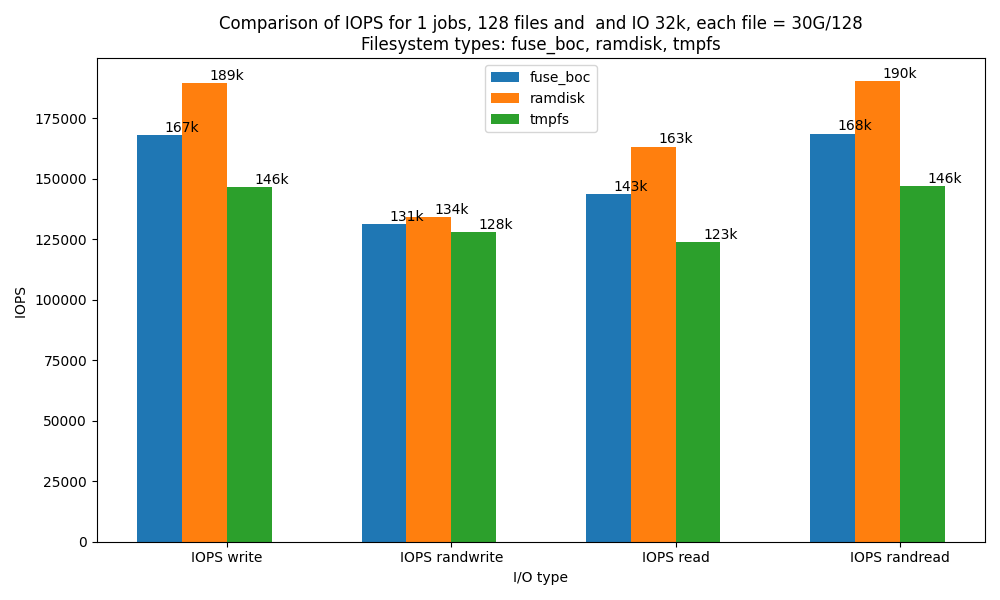 Comparison of IOPS for 1 jobs, 128 files and  and IO 32k, each file = 30G/128
Filesystem types: fuse_boc, ramdisk, tmpfs
fuse_boc
ramdisk
tmpfs
IOPS
175000
150000
125000
100000
75000
50000
25000
0
167k
189k
146k
131k
134k
128k
143k
163k
123k
168k
190k
146k
IOPS write
IOPS randwrite
IOPS read
IOPS randread
I/O type